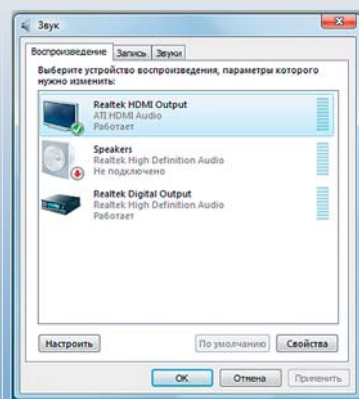 Звук
Воспроизведение Запись Звуки
Выберите устройство воспроизведения, параметры которого
нужно изменить:
Realtek HDMI Output
ATI HDMI Audio
Работает
Speakers
Realtek High Definition Audio
Не подключено
Realtek Digital Output
Realtek High Definition Audio
Работает
Настроить По умолчанию Свойства
OK Отмена Применить